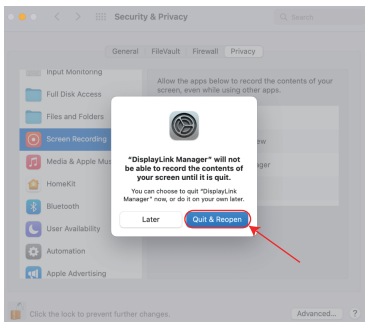 Security & Privacy
Search
General
FileVault
Firewall
Privacy
Input Monitoring
Full Disk Access
Files and Folders
Screen Recording
Media & Apple Mus
HomeKit
Bluetooth
User Availability
Automation
Apple Advertising
Allow the apps below to record the contents of your
screen, even while using other apps.
ew
ager
“DisplayLink Manager” will not
be able to record the contents of
your screen until it is quit.
You can choose to quit “DisplayLink
Manager” now, or do it on your own later.
Later
Quit & Reopen
Click the lock to prevent further changes.
Advanced...
?